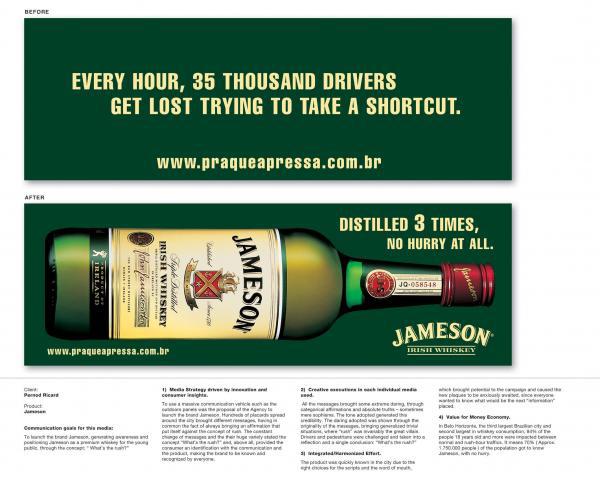 BEFORE
EVERY HOUR, 35 THOUSAND DRIVERS
GET LOST TRYING TO TAKE A SHORTCUT.
www.praqueapressa.com.br
AFTER
DISTILLED 3 TIMES,
NO HURRY AT ALL.
JAMESON
IRISH WHISKEY
Triple Distilled
Established Since 1780
John Jameson
PRODUCT OF
IRELAND
JQ-058548
Jameson
www.praqueapressa.com.br
JAMESON
IRISH WHISKEY
Client:
Pernod Ricard
Product:
Jameson
Communication goals for this media:
To launch the brand Jameson, generating awareness and
positioning Jameson as a premium whiskey for the young
public, through the concept: "What's the rush?"
1) Media Strategy driven by innovation and
consumer insights.
To use a massive communication vehicle such as the
outdoors panels was the proposal of the Agency to
launch the brand Jameson. Hundreds of placards spread
around the city brought different messages, having in
common the fact of always bringing an affirmation that
put itself against the concept of rush. The constant
change of messages and the their huge variety stated the
concept "What's the rush?" and, above all, provided the
consumer an identification with the communication and
the product, making the brand to be known and
recognized by everyone.
2) Creative executions in each individual media
used.
All the messages brought some extreme daring, through
categorical affirmations and absolute truths – sometimes
mere sophisms. The tone adopted generated this
credibility. The daring adopted was shown through the
originality of the messages, bringing generalized trivial
situations, where "rush" was invariably the great villain.
Drivers and pedestrians were challenged and taken into a
reflection and a single conclusion: "What's the rush?"
3) Integrated/Harmonized Effort.
The product was quickly known in the city due to the
right choices for the scripts and the word of mouth,
which brought potential to the campaign and caused the
new plaques to be anxiously awaited, since everyone
wanted to know what would be the next "information"
placed.
4) Value for Money Economy.
In Belo Horizonte, the third largest Brazilian city and
second largest in whiskey consumption, 84% of the
people 18 years old and more were impacted between
normal and rush-hour traffics. It means 70% (Approx.
1.750.000 people) of the population got to know
Jameson, with no hurry.